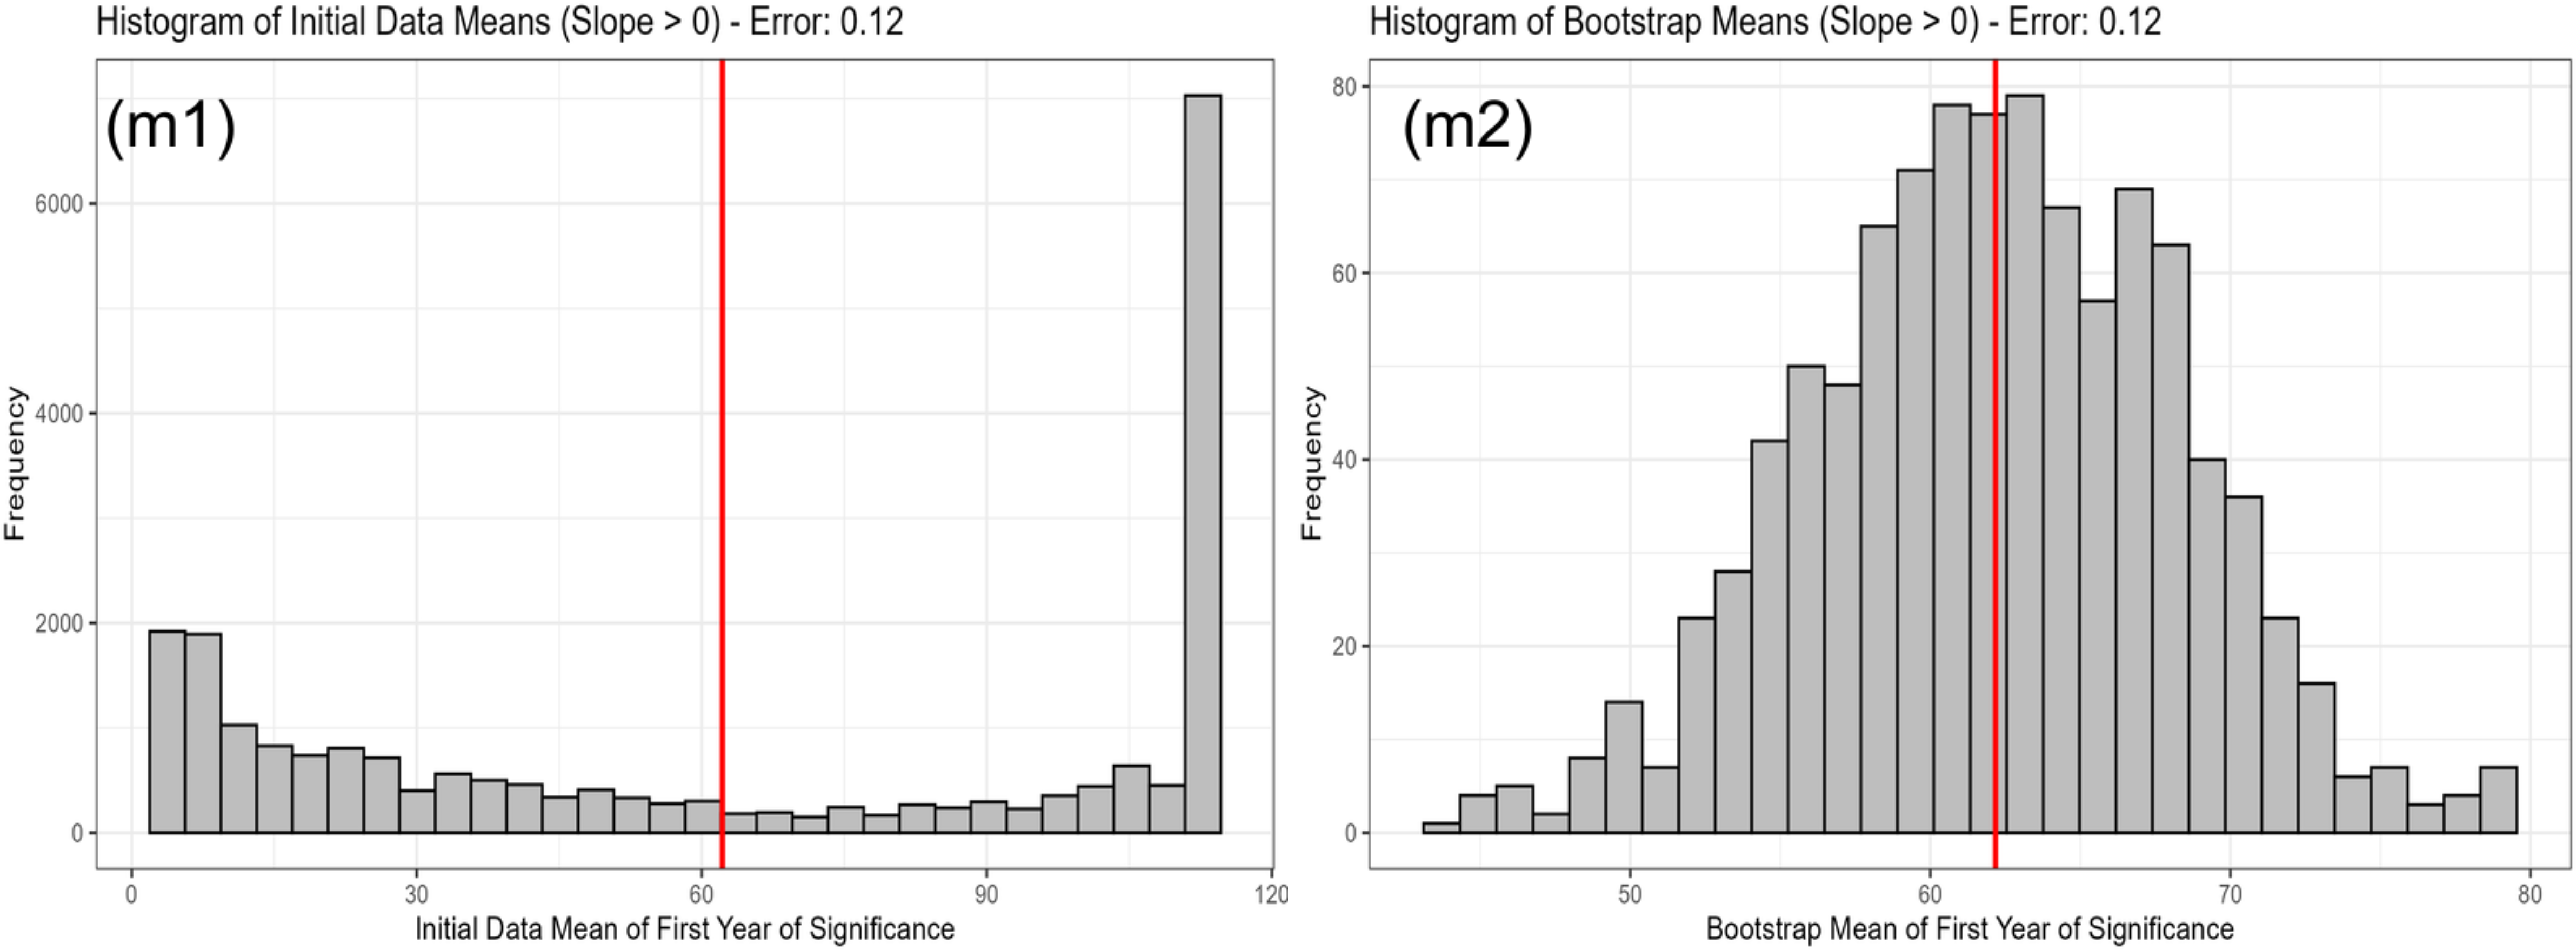 Histogram of Initial Data Means (Slope > 0) - Error: 0.12
(m1)
Frequency
6000
4000
2000
0
0 30 60 90 120
Initial Data Mean of First Year of Significance
Histogram of Bootstrap Means (Slope > 0) - Error: 0.12
(m2)
Frequency
80
60
40
20
0
50 60 70 80
Bootstrap Mean of First Year of Significance